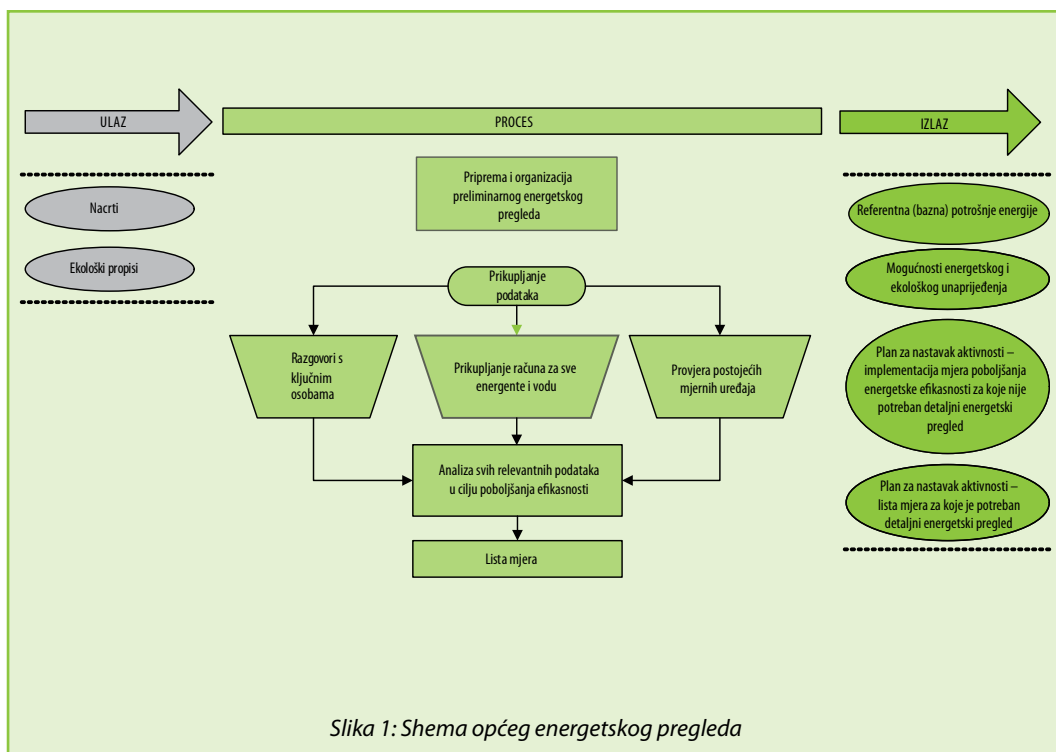 ULAZ
PROCES
IZLAZ
Nacrti
Ekološki propisi
Priprema i organizacija
preliminarnog energetskog
pregleda
Prikupljanje
podataka
Razgovori s
ključnim
osobama
Prikupljanje računa za sve
energente i vodu
Provjera postojećih
mjernih uređaja
Analiza svih relevantnih podataka
u cilju poboljšanja efikasnosti
Lista mjera
Referentna (bazna) potrošnje energije
Mogućnosti energetskog i
ekološkog unaprijeđenja
Plan za nastavak aktivnosti –
implementacija mjera poboljšanja
energetske efikasnosti za koje nije
potreban detaljni energetski
pregled
Plan za nastavak aktivnosti –
lista mjera za koje je potreban
detaljni energetski pregled
Slika 1: Shema općeg energetskog pregleda